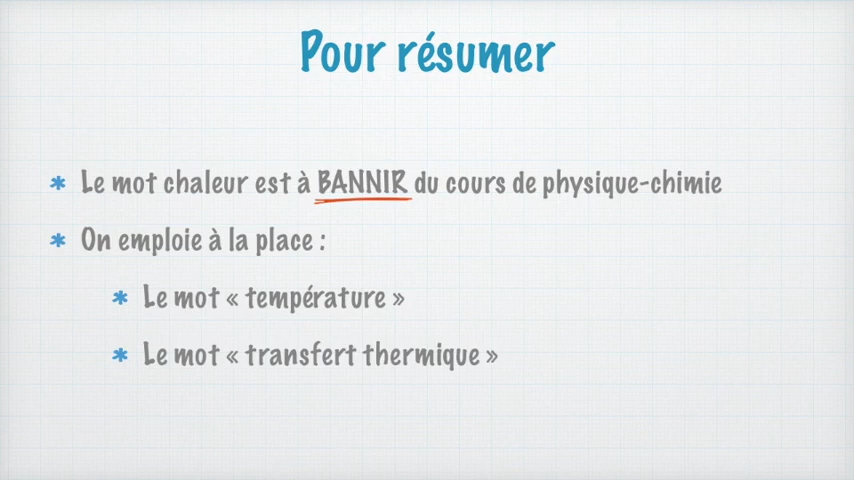 Pour résumer
* Le mot chaleur est à BANNIR du cours de physique-chimie
* On emploie à la place :
* Le mot « température »
* Le mot « transfert thermique »